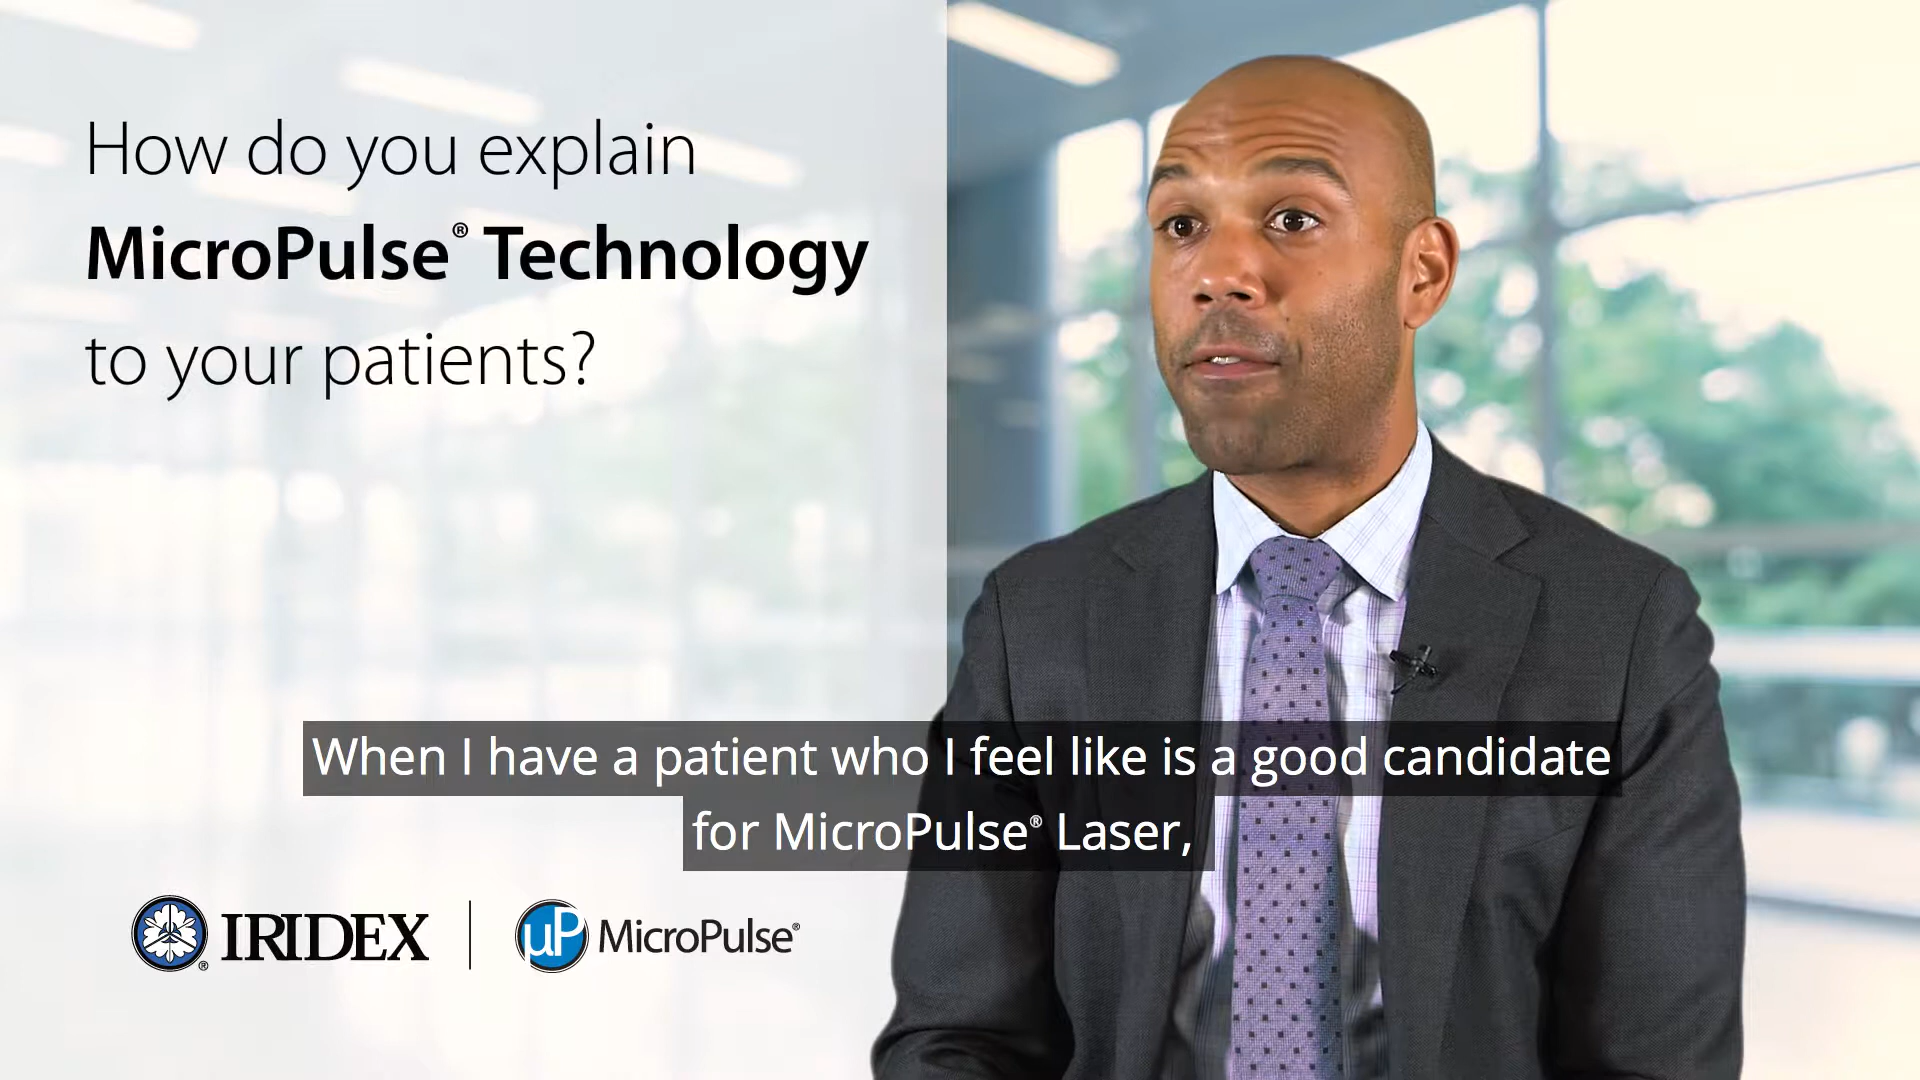 How do you explain
MicroPulse® Technology
to your patients?
When I have a patient who I feel like is a good candidate
for MicroPulse® Laser,
IRIDEX®
µP MicroPulse®